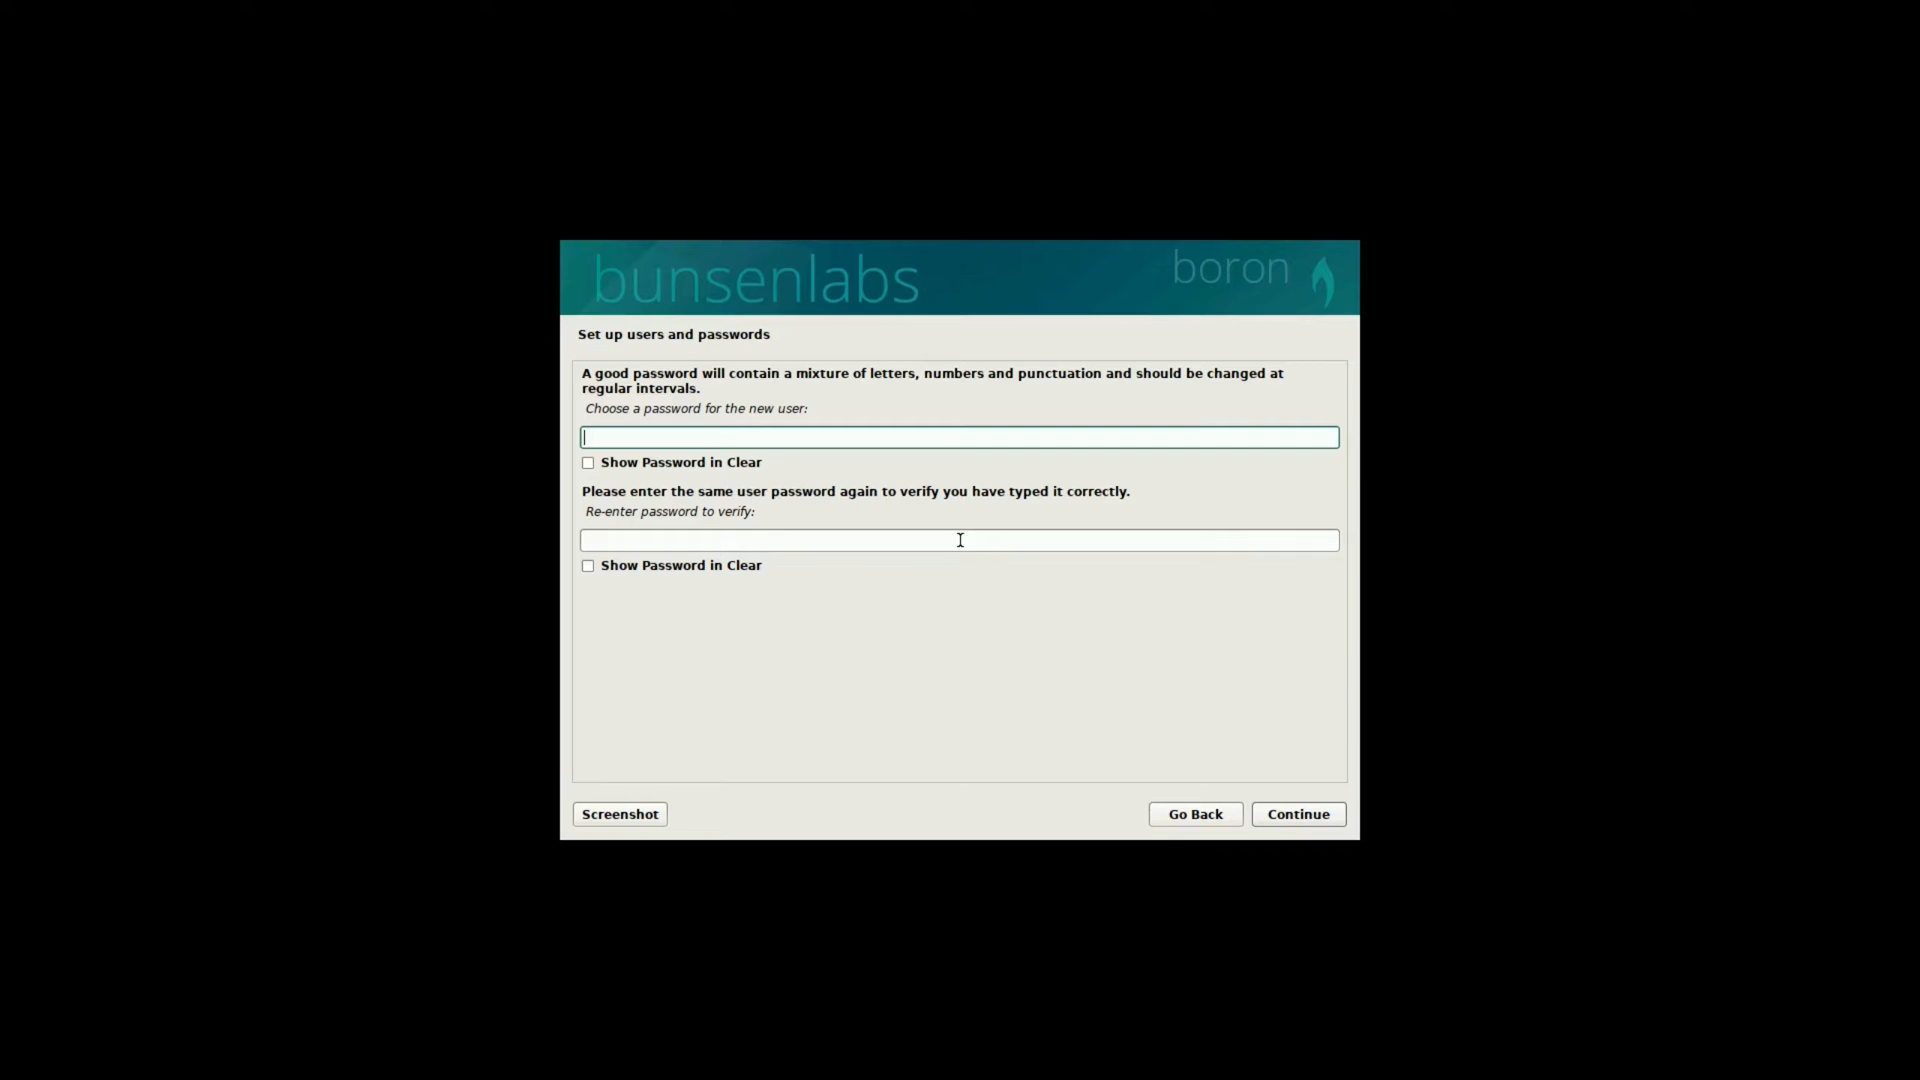 bunsenlabs
boron
Set up users and passwords
A good password will contain a mixture of letters, numbers and punctuation and should be changed at
regular intervals.
Choose a password for the new user:
Show Password in Clear
Please enter the same user password again to verify you have typed it correctly.
Re-enter password to verify:
Show Password in Clear
Screenshot
Go Back
Continue